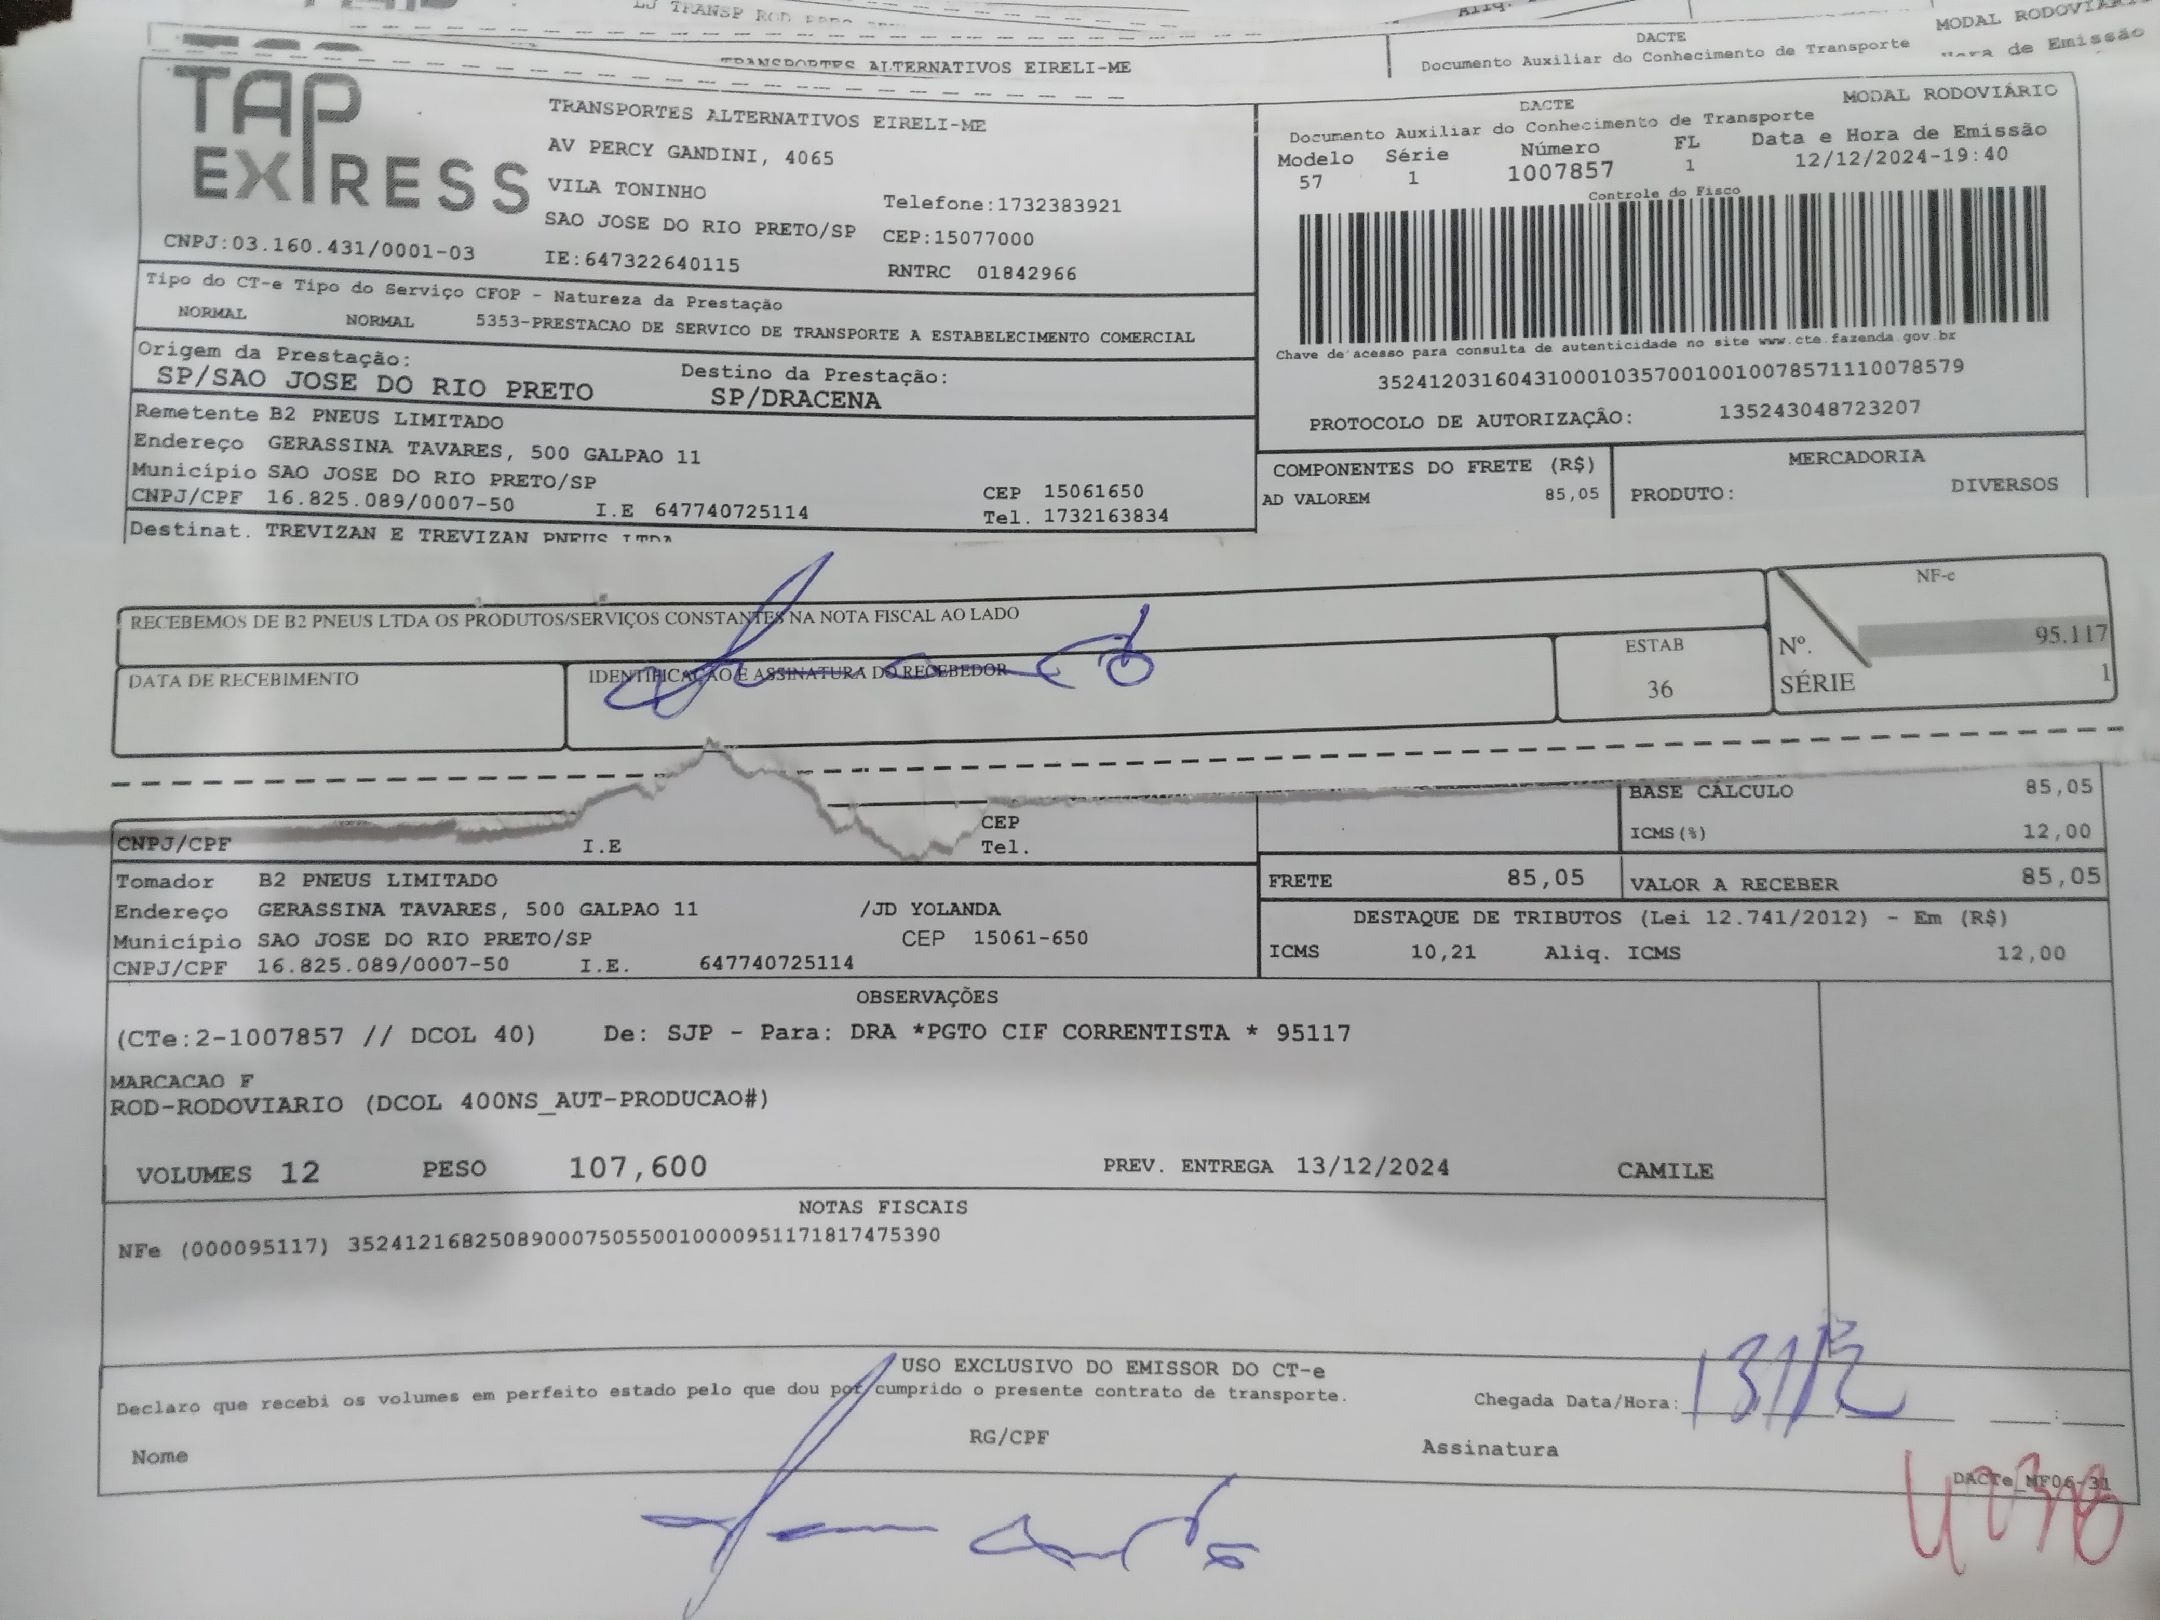 LJ TRANSP ROD
TRANSPORTES ALTERNATIVOS EIRELI-ME
DACTE
MODAL RODOVIÁRIO
Documento Auxiliar do Conhecimento de Transporte
Hora de Emissão
TAP EXPRESS
CNPJ:03.160.431/0001-03
TRANSPORTES ALTERNATIVOS EIRELI-ME
AV PERCY GANDINI, 4065
VILA TONINHO
Telefone:1732383921
SAO JOSE DO RIO PRETO/SP CEP:15077000
IE:647322640115 RNTRC 01842966
DACTE MODAL RODOVIÁRIO
Documento Auxiliar do Conhecimento de Transporte
Modelo Série Número FL Data e Hora de Emissão
57 1 1007857 1 12/12/2024-19:40
Controle do Fisco
Chave de acesso para consulta de autenticidade no site www.cte.fazenda.gov.br
35241203160431000103570010010078571110078579
PROTOCOLO DE AUTORIZAÇÃO: 135243048723207
Tipo do CT-e Tipo do Serviço CFOP - Natureza da Prestação
NORMAL NORMAL 5353-PRESTACAO DE SERVICO DE TRANSPORTE A ESTABELECIMENTO COMERCIAL
Origem da Prestação: Destino da Prestação:
SP/SAO JOSE DO RIO PRETO SP/DRACENA
Remetente B2 PNEUS LIMITADO
Endereço GERASSINA TAVARES, 500 GALPAO 11
Município SAO JOSE DO RIO PRETO/SP CEP 15061650
CNPJ/CPF 16.825.089/0007-50 I.E 647740725114 Tel. 1732163834
Destinat. TREVIZAN E TREVIZAN PNEUS LTDA
COMPONENTES DO FRETE (R$) MERCADORIA
AD VALOREM 85,05 PRODUTO: DIVERSOS
RECEBEMOS DE B2 PNEUS LTDA OS PRODUTOS/SERVIÇOS CONSTANTES NA NOTA FISCAL AO LADO
DATA DE RECEBIMENTO IDENTIFICAÇÃO E ASSINATURA DO RECEBEDOR
ESTAB
36
NF-e
Nº. 95.117
SÉRIE 1
BASE CÁLCULO 85,05
CEP
ICMS(%) 12,00
CNPJ/CPF I.E Tel.
Tomador B2 PNEUS LIMITADO
Endereço GERASSINA TAVARES, 500 GALPAO 11 /JD YOLANDA
Município SAO JOSE DO RIO PRETO/SP CEP 15061-650
CNPJ/CPF 16.825.089/0007-50 I.E. 647740725114
FRETE 85,05 VALOR A RECEBER 85,05
DESTAQUE DE TRIBUTOS (Lei 12.741/2012) - Em (R$)
ICMS 10,21 Aliq. ICMS 12,00
OBSERVAÇÕES
(CTe:2-1007857 // DCOL 40) De: SJP - Para: DRA *PGTO CIF CORRENTISTA * 95117
MARCACAO F
ROD-RODOVIARIO (DCOL 400NS_AUT-PRODUCAO#)
VOLUMES 12 PESO 107,600 PREV. ENTREGA 13/12/2024 CAMILE
NOTAS FISCAIS
NFe (000095117) 35241216825089000750550010000951171817475390
USO EXCLUSIVO DO EMISSOR DO CT-e
Declaro que recebi os volumes em perfeito estado pelo que dou por cumprido o presente contrato de transporte. Chegada Data/Hora: 13/12
Nome RG/CPF Assinatura
DACTe_MF06-31